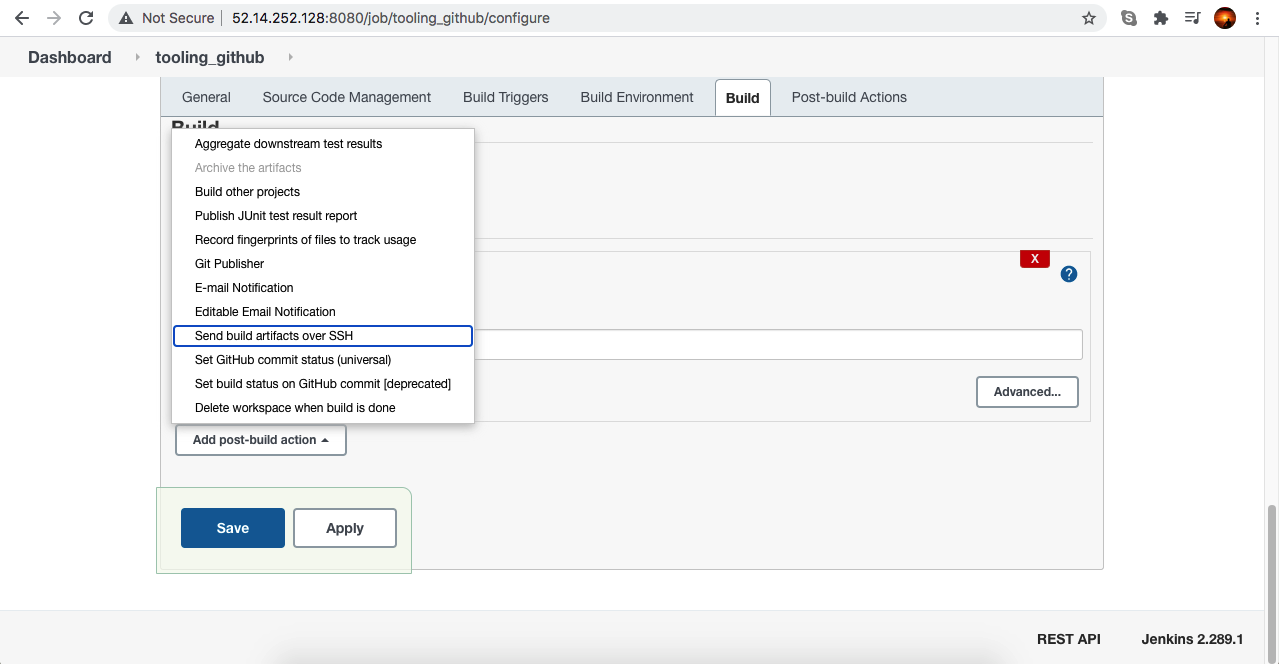 Not Secure 52.14.252.128:8080/job/tooling_github/configure
Dashboard tooling_github
General Source Code Management Build Triggers Build Environment Build Post-build Actions
Build
Aggregate downstream test results
Archive the artifacts
Build other projects
Publish JUnit test result report
Record fingerprints of files to track usage
Git Publisher
E-mail Notification
Editable Email Notification
Send build artifacts over SSH
Set GitHub commit status (universal)
Set build status on GitHub commit [deprecated]
Delete workspace when build is done
X
?
Advanced...
Add post-build action
Save Apply
REST API Jenkins 2.289.1